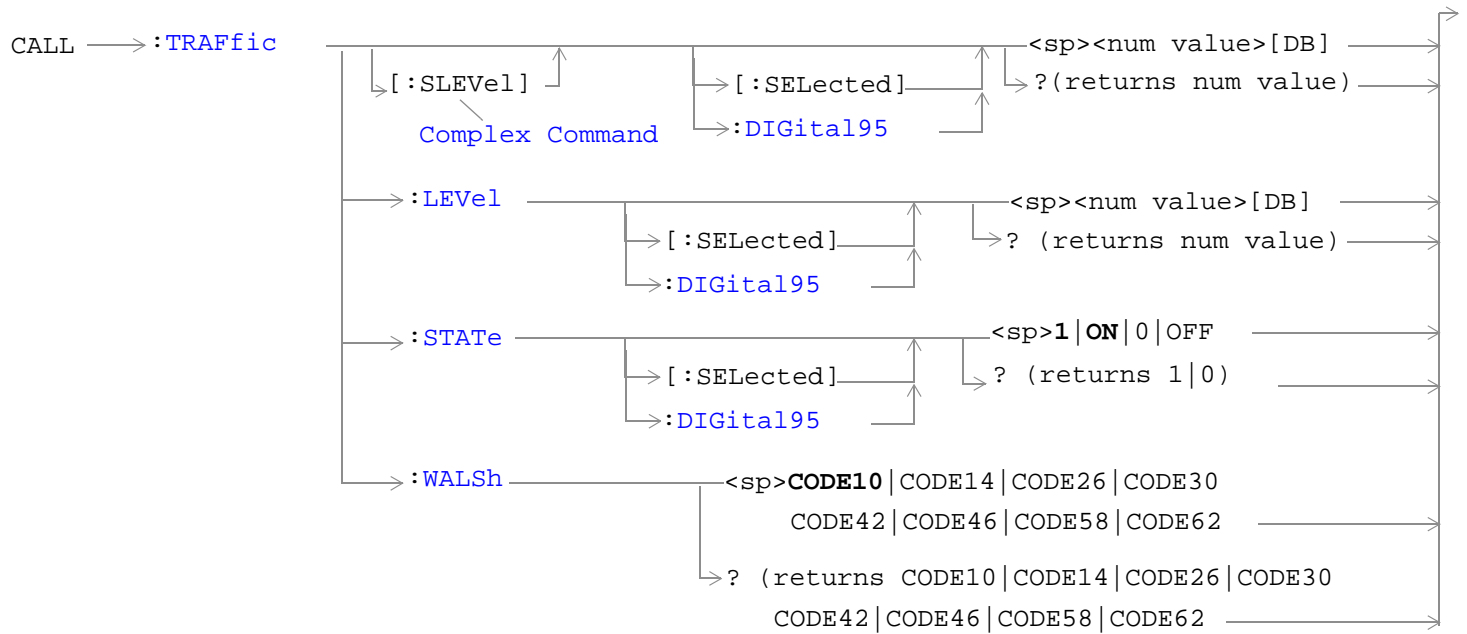 CALL :TRAFfic <sp><num value>[DB]
[:SLEVel] [:SELected] ?(returns num value)
Complex Command :DIGital95
:LEVel <sp><num value>[DB]
[:SELected] ? (returns num value)
:DIGital95
:STATe <sp>1|ON|0|OFF
[:SELected] ? (returns 1|0)
:DIGital95
:WALSh <sp>CODE10|CODE14|CODE26|CODE30
CODE42|CODE46|CODE58|CODE62
? (returns CODE10|CODE14|CODE26|CODE30
CODE42|CODE46|CODE58|CODE62